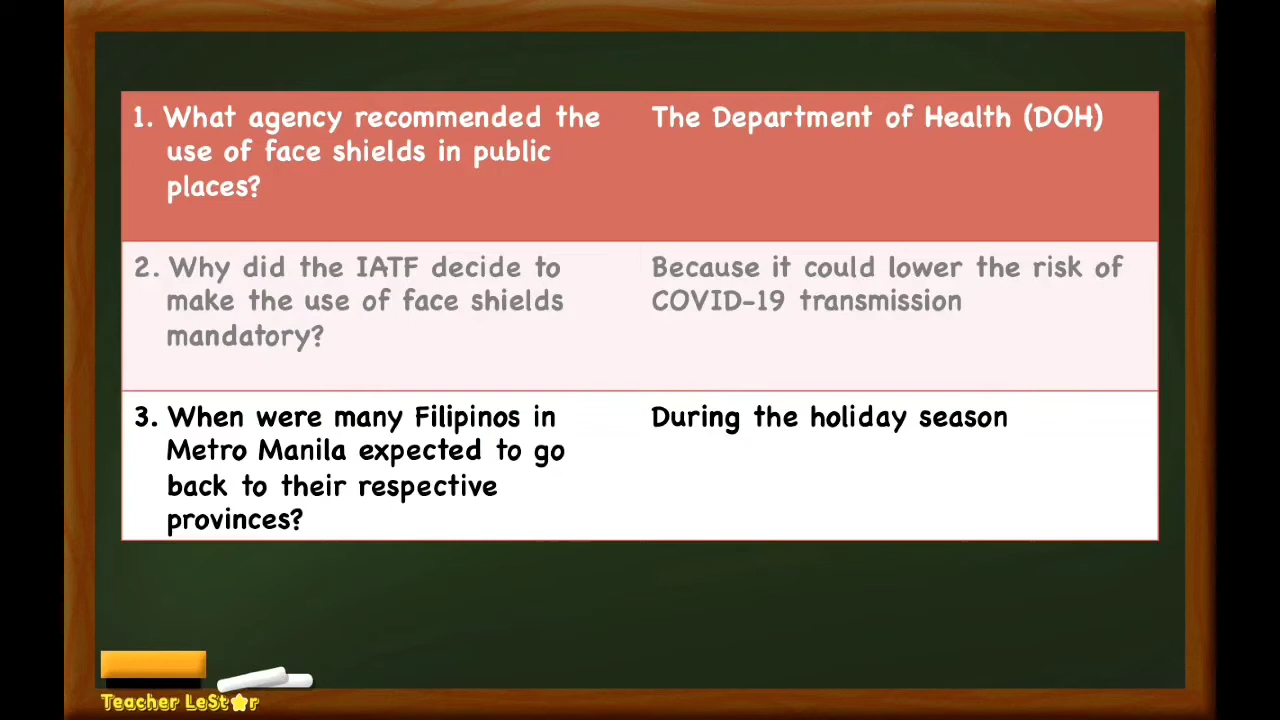 1. What agency recommended the
use of face shields in public
places?
The Department of Health (DOH)
2. Why did the IATF decide to
make the use of face shields
mandatory?
Because it could lower the risk of
COVID-19 transmission
3. When were many Filipinos in
Metro Manila expected to go
back to their respective
provinces?
During the holiday season
Teacher LeSt★r